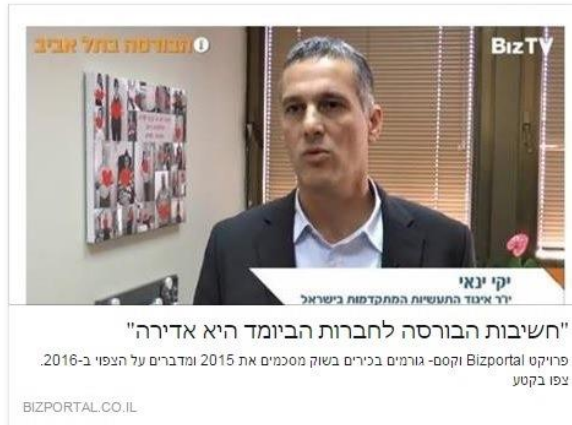 הבורסה בתל אביב
BizTV
יקי ינאי
יו"ר איגוד התעשיות המתקדמות בישראל
"חשיבות הבורסה לחברות הביומד היא אדירה"
פרויקט Bizportal וקסם- גורמים בכירים בשוק מסכמים את 2015 ומדברים על הצפוי ב-2016.
צפו בקטע
BIZPORTAL.CO.IL